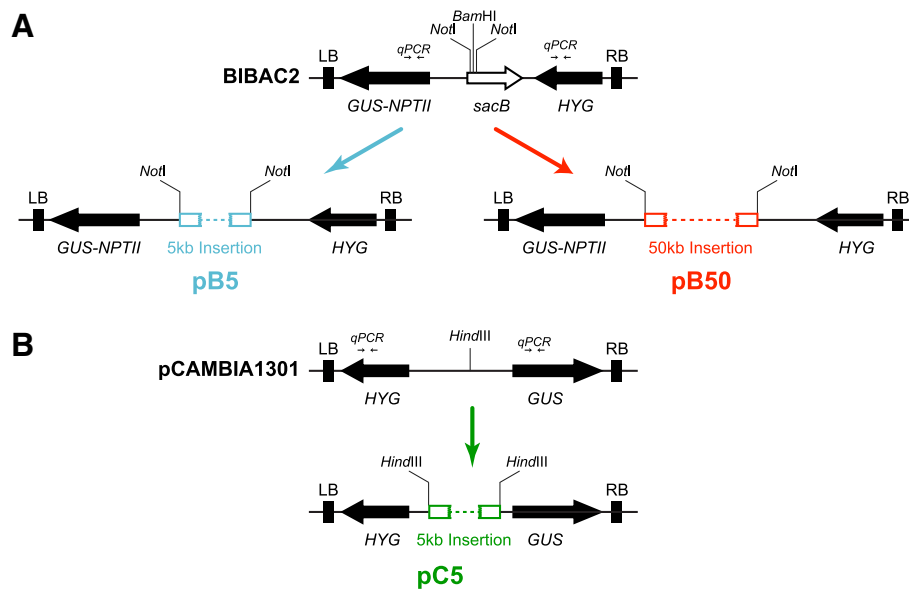 A
BamHI
NotI NotI
LB qPCR qPCR RB
BIBAC2
GUS-NPTII sacB HYG
NotI NotI NotI NotI
LB RB LB RB
GUS-NPTII 5kb Insertion HYG GUS-NPTII 50kb Insertion HYG
pB5 pB50
B
LB qPCR HindIII qPCR RB
pCAMBIA1301
HYG GUS
HindIII HindIII
LB RB
HYG 5kb Insertion GUS
pC5